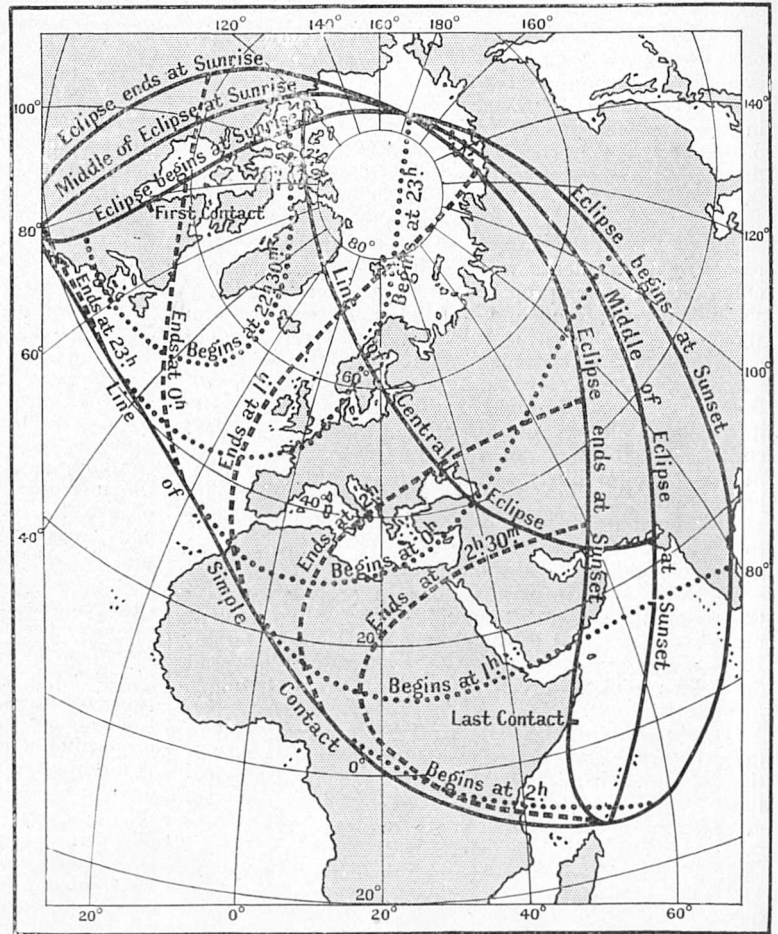 120°
140°
160°
180°
160°
100°
140°
Eclipse ends at Sunrise
Middle of Eclipse at Sunrise
Eclipse begins at Sunrise
First Contact
80°
120°
Eclipse begins at Sunset
Middle of Eclipse at Sunset
Eclipse ends at Sunset
Begins at 23h
80°
Begins at 22h30m
Ends at 23h
Ends at 0h
Ends at 1h
60°
60°
100°
Line of Central Eclipse
Line of Simple Contact
40°
Ends at 2h
Begins at 0h
Ends at 2h30m
40°
80°
20
Begins at 1h
Last Contact
0°
Begins at 2h
20°
20°
0°
20°
40°
60°